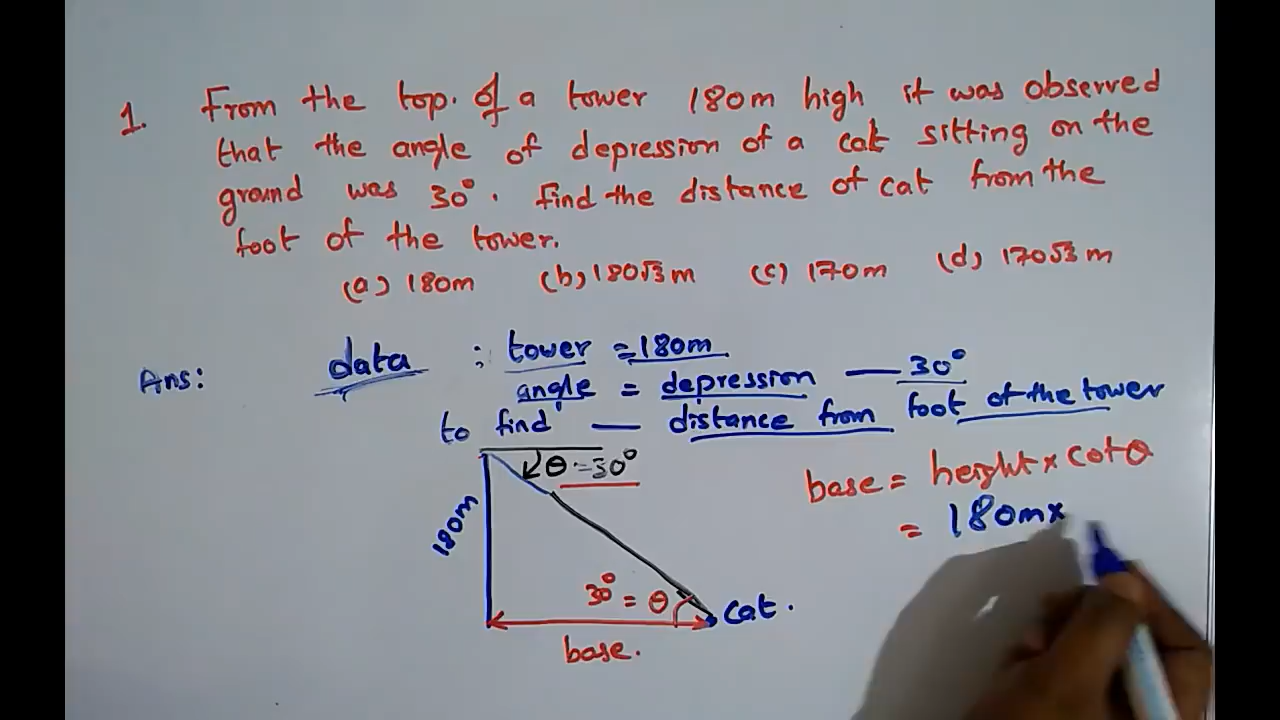 1. From the top. of a tower 180m high it was observed
that the angle of depression of a cat sitting on the
ground was 30°. Find the distance of cat from the
foot of the tower.
(a) 180m (b) 180√3 m (c) 170m (d) 170√3 m
Ans: data : tower = 180m
angle = depression — 30°
to find — distance from foot of the tower
θ = 30°
180m
30° = θ
cat.
base.
base = height × cot θ
= 180m×